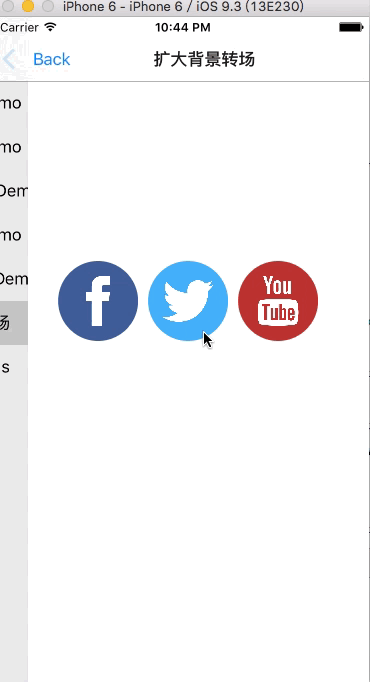 iPhone 6 - iPhone 6 / iOS 9.3 (13E230)
Carrier 10:44 PM
Back 扩大背景转场
mo
mo
Dem
mo
Dem
场
s
f
You
Tube